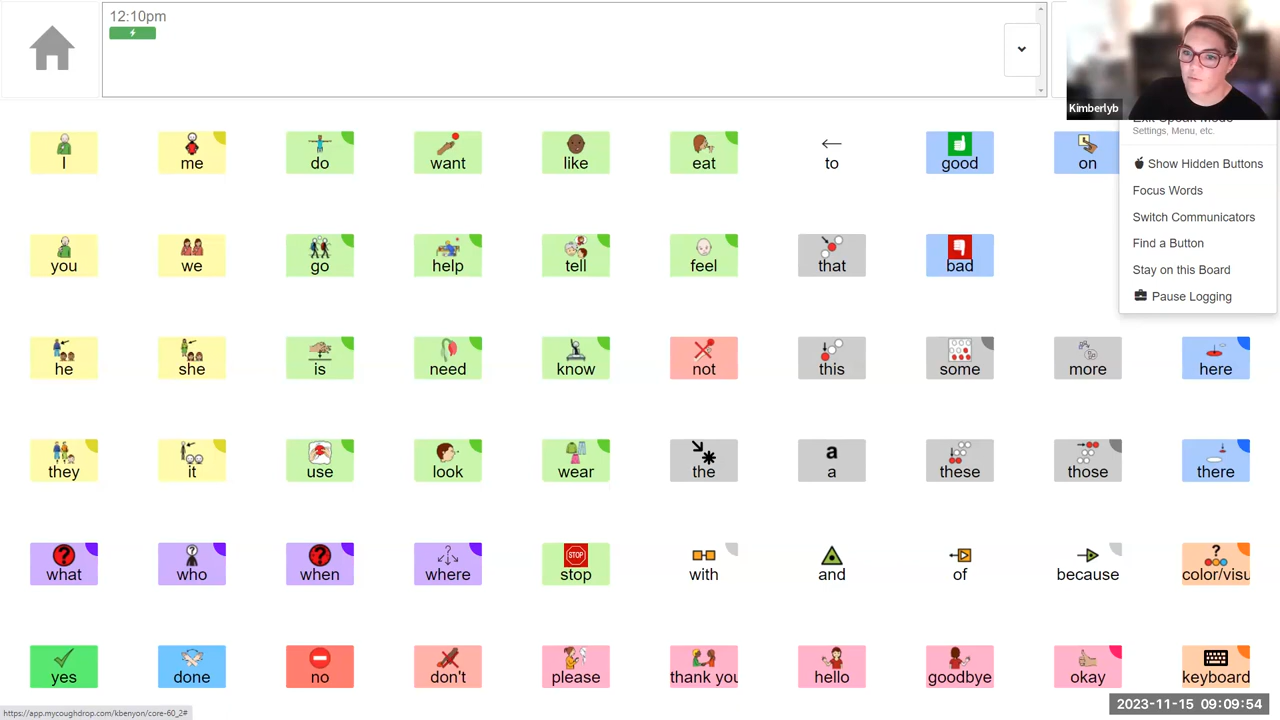 12:10pm
Kimberlyb
Exit Speak Mode
Settings, Menu, etc.
I me do want like eat to good on
Show Hidden Buttons
Focus Words
Switch Communicators
Find a Button
Stay on this Board
Pause Logging
you we go help tell feel that bad
he she is need know not this some more here
they it use look wear the a these those there
what who when where stop with and of because color/visu
yes done no don't please thank you hello goodbye okay keyboard
https://app.mycoughdrop.com/kbenyon/core-60_2#
2023-11-15 09:09:54